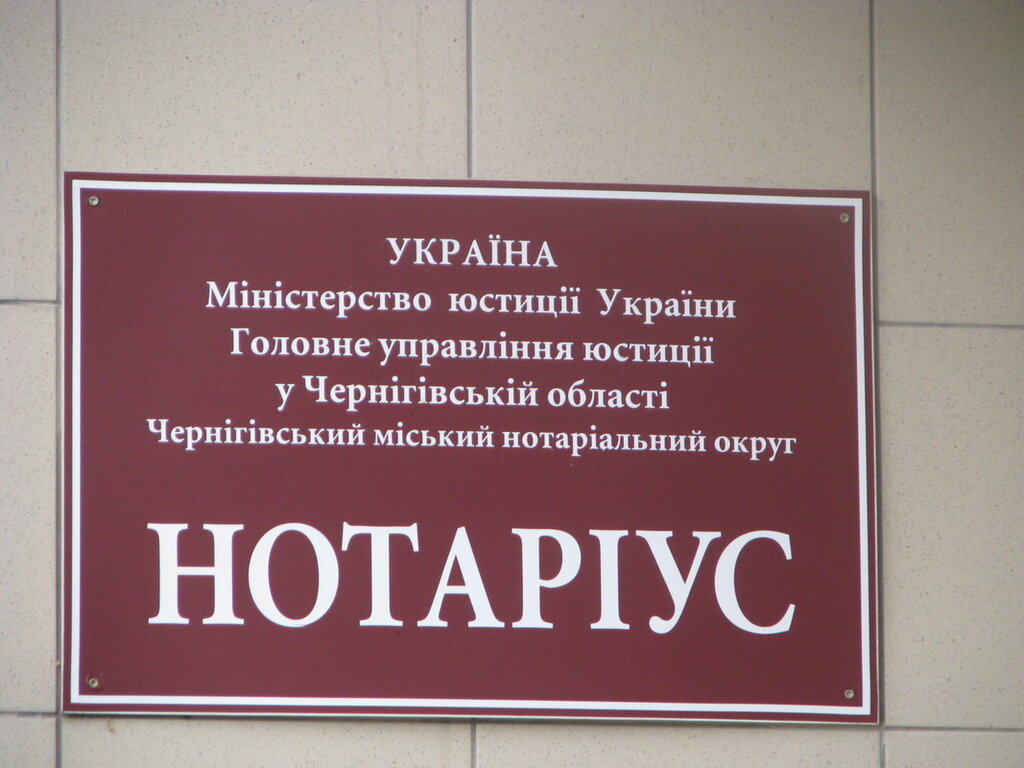 УКРАЇНА
Міністерство юстиції України
Головне управління юстиції
у Чернігівській області
Чернігівський міський нотаріальний округ
НОТАРІУС